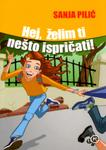 SANJA PILIĆ
Hej, želim ti
nešto ispričati!